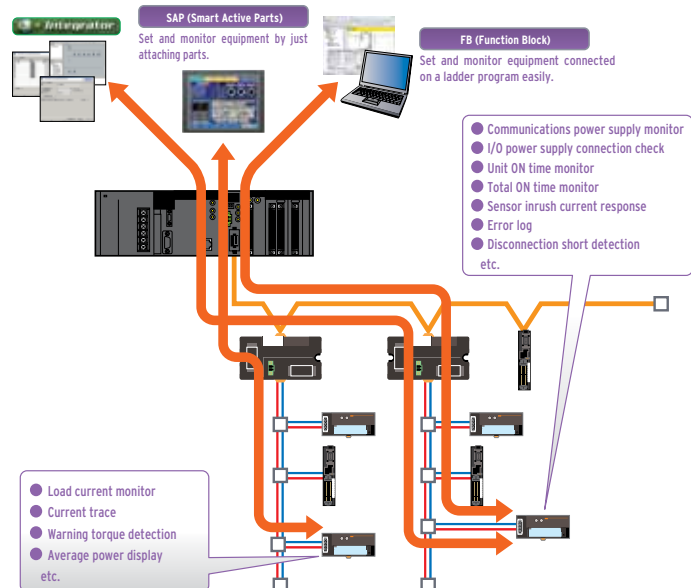 Integrator
SAP (Smart Active Parts)
Set and monitor equipment by just
attaching parts.
FB (Function Block)
Set and monitor equipment connected
on a ladder program easily.
● Communications power supply monitor
● I/O power supply connection check
● Unit ON time monitor
● Total ON time monitor
● Sensor inrush current response
● Error log
● Disconnection short detection
etc.
● Load current monitor
● Current trace
● Warning torque detection
● Average power display
etc.